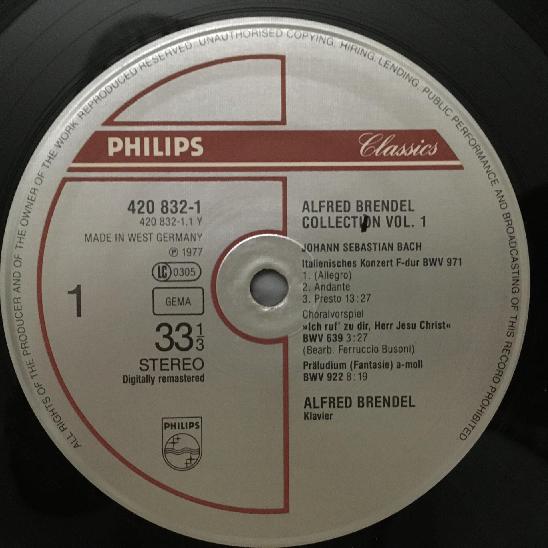 ALL RIGHTS OF THE PRODUCER AND OF THE OWNER OF THE WORK REPRODUCED RESERVED. UNAUTHORISED COPYING, HIRING, LENDING, PUBLIC PERFORMANCE AND BROADCASTING OF THIS RECORD PROHIBITED
PHILIPS
Classics
420 832-1
420 832-1.1 Y
MADE IN WEST GERMANY
℗ 1977
LC 0305
GEMA
1
33 1/3
STEREO
Digitally remastered
PHILIPS
ALFRED BRENDEL
COLLECTION VOL. 1
JOHANN SEBASTIAN BACH
Italienisches Konzert F-dur BWV 971
1. (Allegro)
2. Andante
3. Presto 13:27
Choralvorspiel
»Ich ruf' zu dir, Herr Jesu Christ«
BWV 639 3:27
(Bearb. Ferruccio Busoni)
Präludium (Fantasie) a-moll
BWV 922 8:19
ALFRED BRENDEL
Klavier